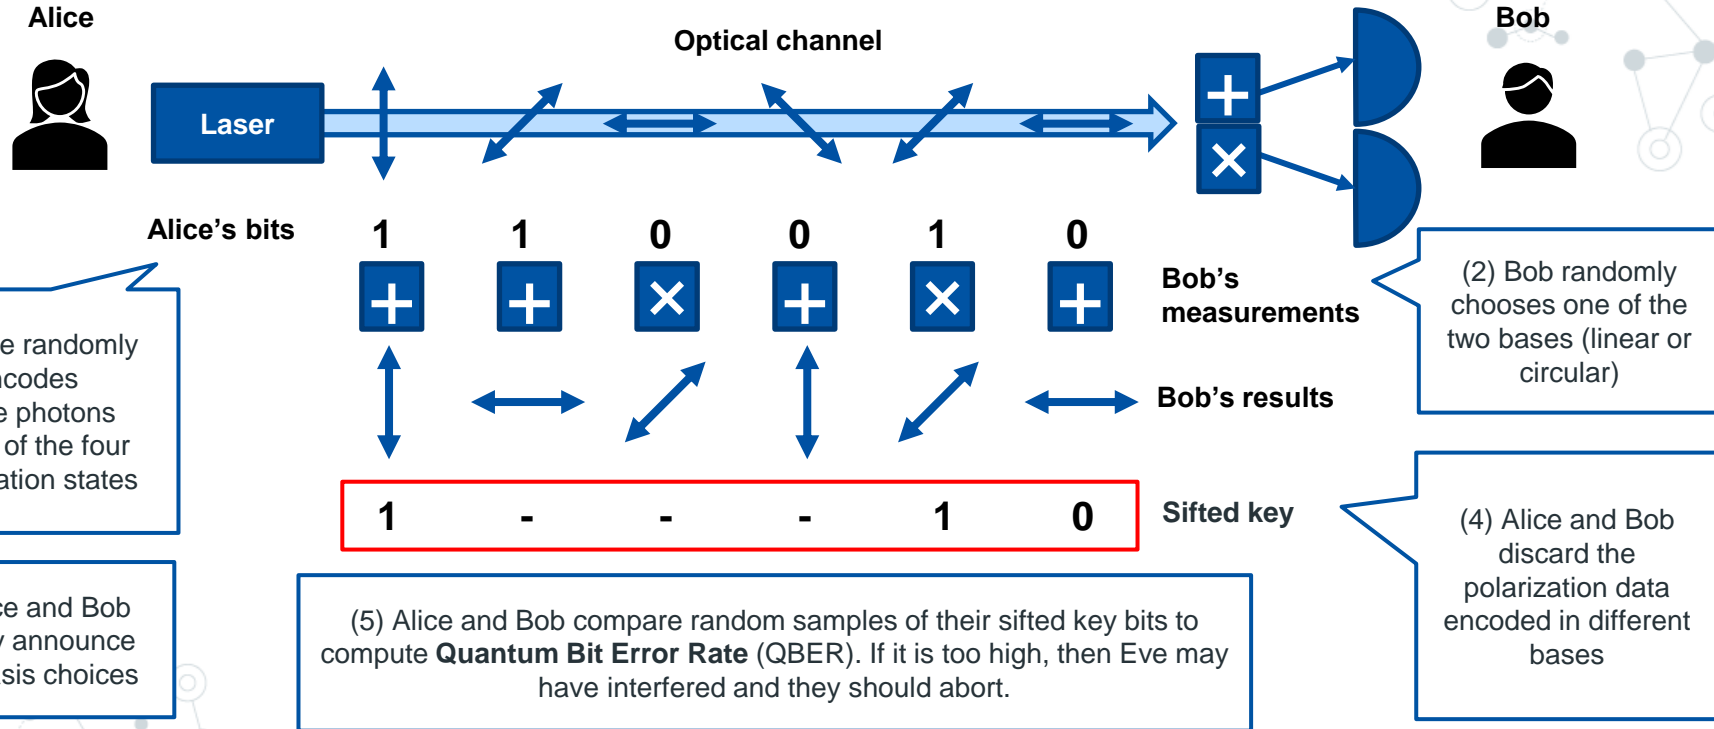 Alice
Bob
Optical channel
Laser
+
×
Alice's bits
1 1 0 0 1 0
+ + × + × +
Bob's
measurements
(2) Bob randomly
chooses one of the
two bases (linear or
circular)
e randomly
ncodes
e photons
of the four
ation states
Bob's results
1 - - - 1 0
Sifted key
(4) Alice and Bob
discard the
polarization data
encoded in different
bases
ce and Bob
y announce
sis choices
(5) Alice and Bob compare random samples of their sifted key bits to
compute Quantum Bit Error Rate (QBER). If it is too high, then Eve may
have interfered and they should abort.